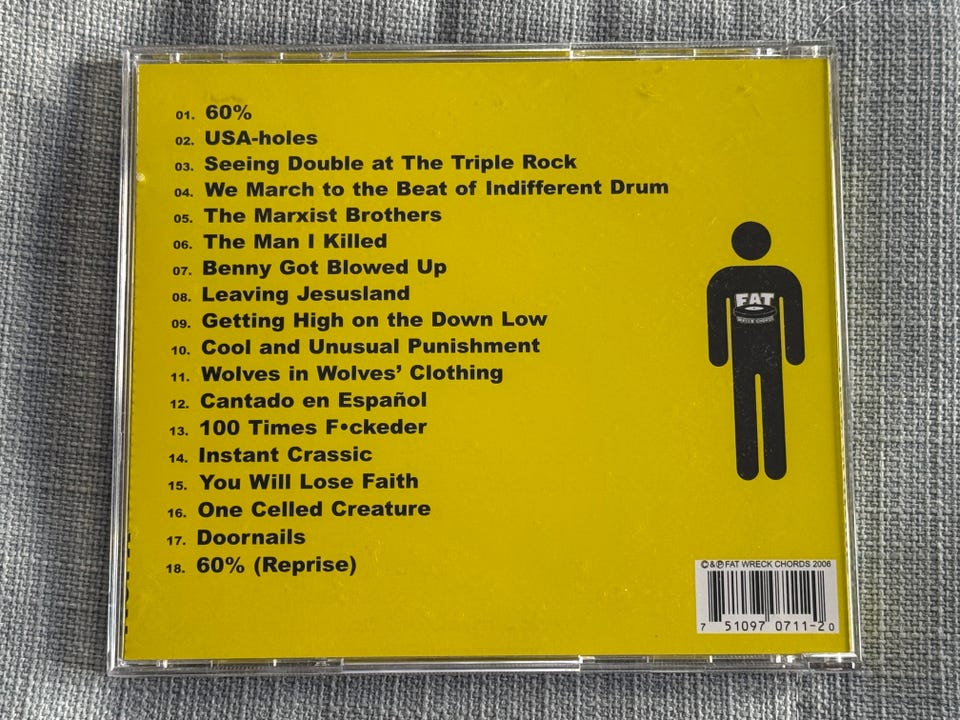 01. 60%
02. USA-holes
03. Seeing Double at The Triple Rock
04. We March to the Beat of Indifferent Drum
05. The Marxist Brothers
06. The Man I Killed
07. Benny Got Blowed Up
08. Leaving Jesusland
09. Getting High on the Down Low
10. Cool and Unusual Punishment
11. Wolves in Wolves’ Clothing
12. Cantado en Español
13. 100 Times F•ckeder
14. Instant Crassic
15. You Will Lose Faith
16. One Celled Creature
17. Doornails
18. 60% (Reprise)
FAT
WRECK CHORDS
©&℗FAT WRECK CHORDS 2006
7 51097 0711-2 0